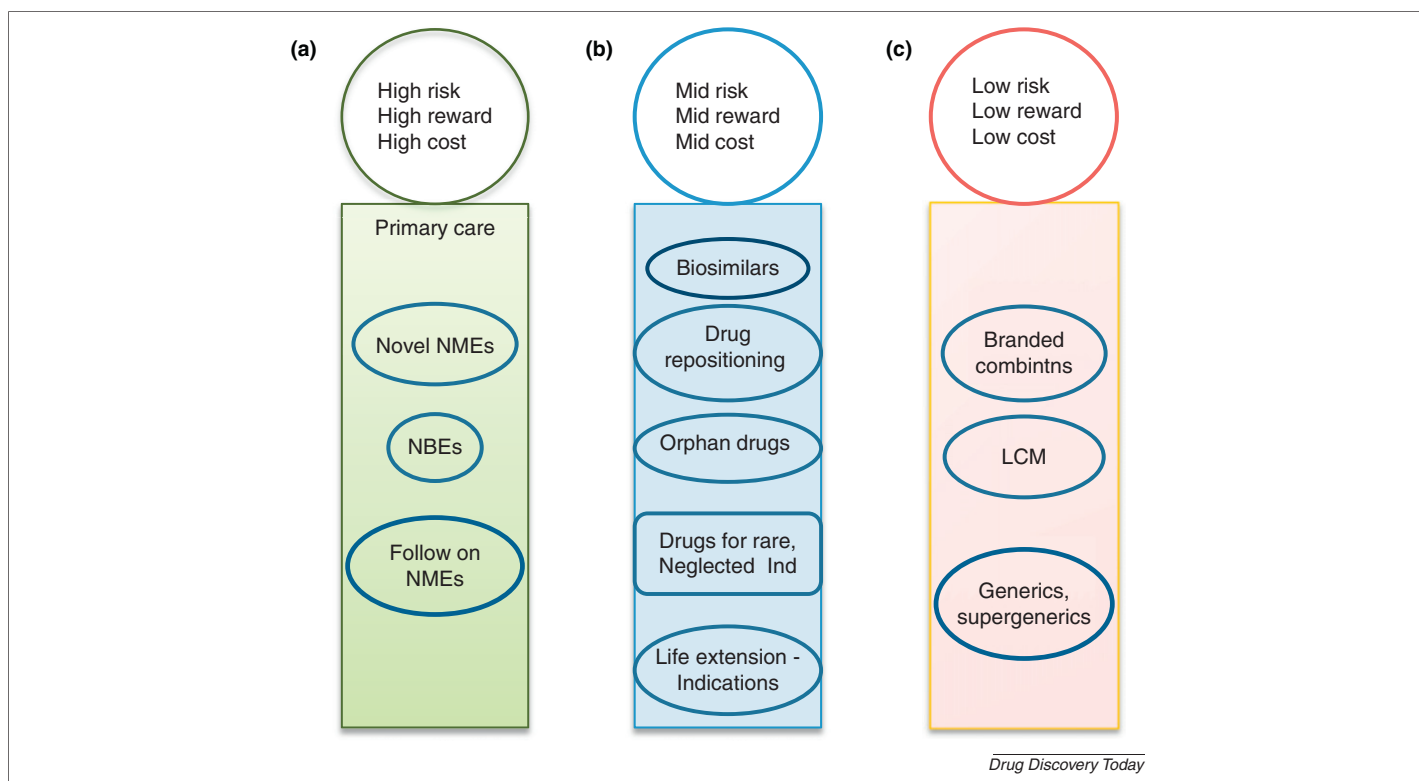 (a)
High risk
High reward
High cost
Primary care
Novel NMEs
NBEs
Follow on
NMEs
(b)
Mid risk
Mid reward
Mid cost
Biosimilars
Drug
repositioning
Orphan drugs
Drugs for rare,
Neglected Ind
Life extension -
Indications
(c)
Low risk
Low reward
Low cost
Branded
combintns
LCM
Generics,
supergenerics
Drug Discovery Today